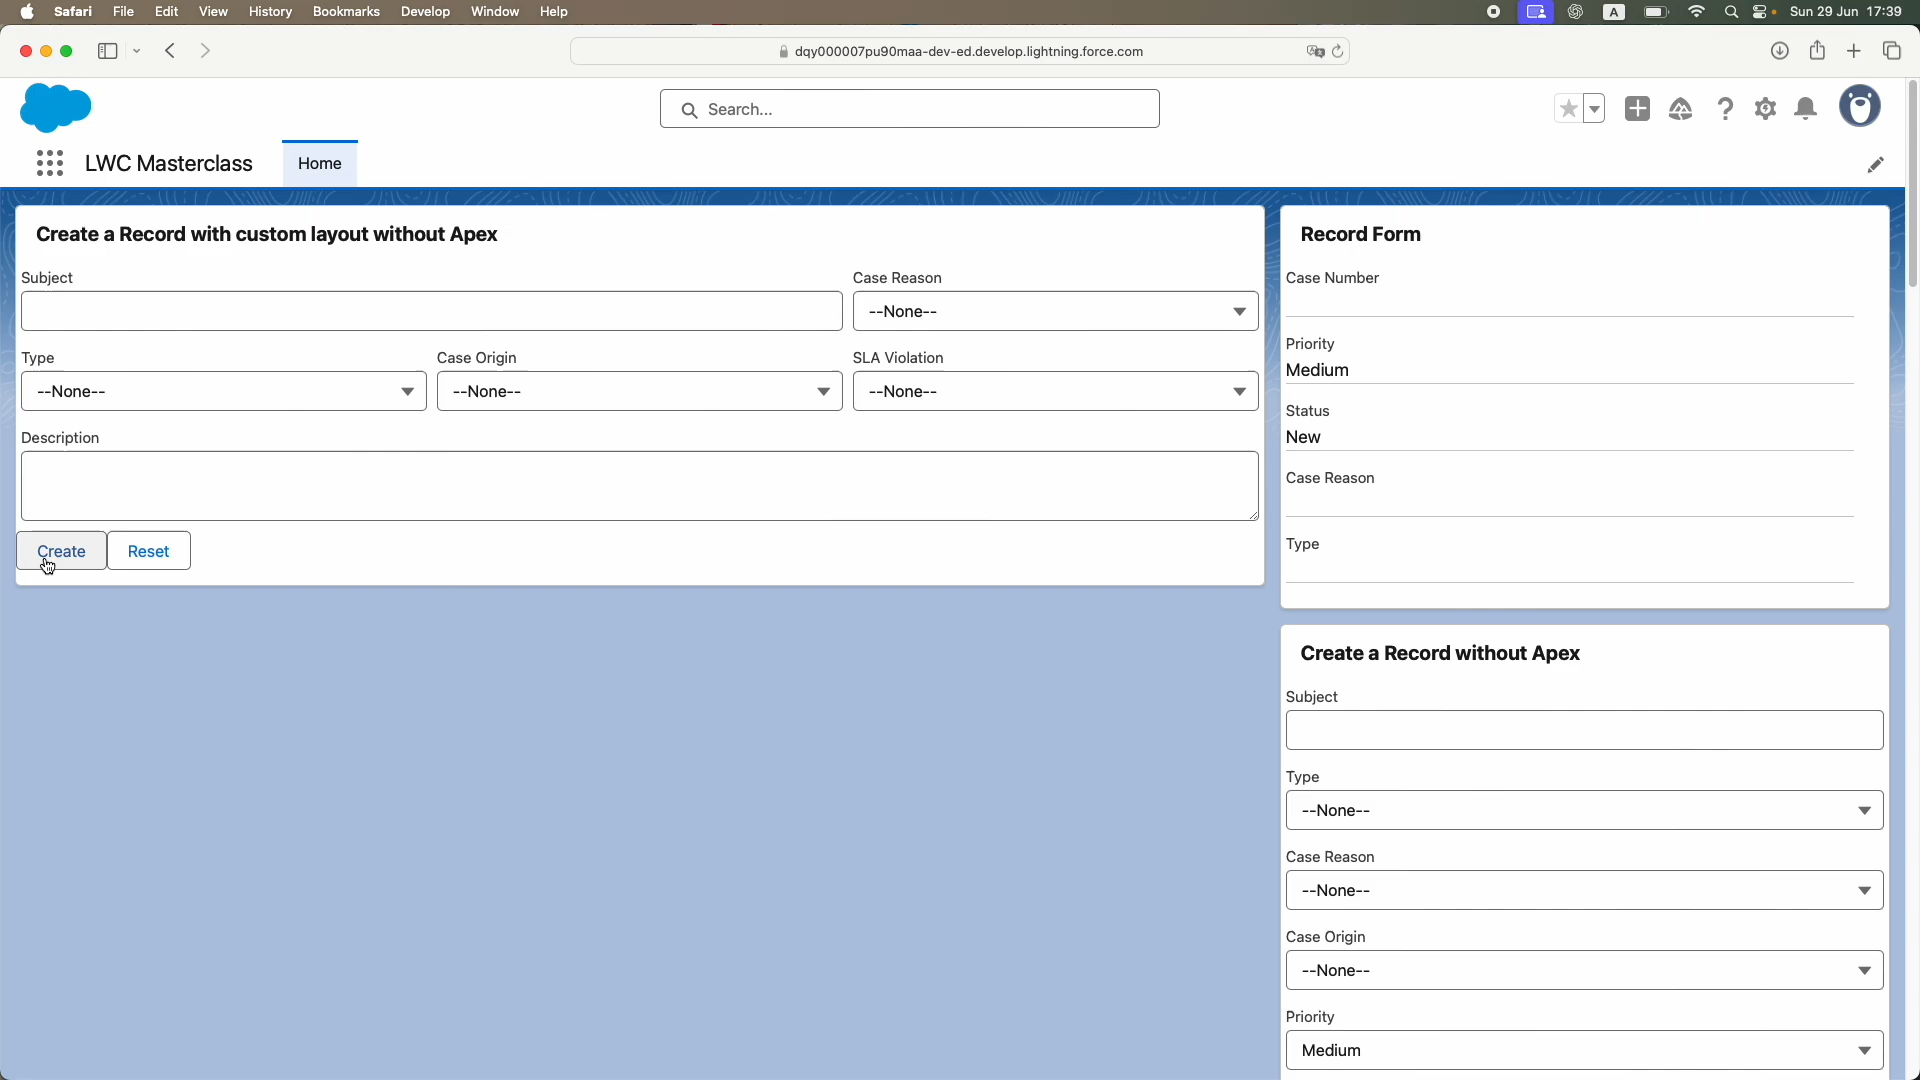 Safari File Edit View History Bookmarks Develop Window Help
A
Sun 29 Jun 17:39
dqy000007pu90maa-dev-ed.develop.lightning.force.com
Search...
LWC Masterclass
Home
Create a Record with custom layout without Apex
Subject
Case Reason
--None--
Type
Case Origin
SLA Violation
--None--
--None--
--None--
Description
Create
Reset
Record Form
Case Number
Priority
Medium
Status
New
Case Reason
Type
Create a Record without Apex
Subject
Type
--None--
Case Reason
--None--
Case Origin
--None--
Priority
Medium